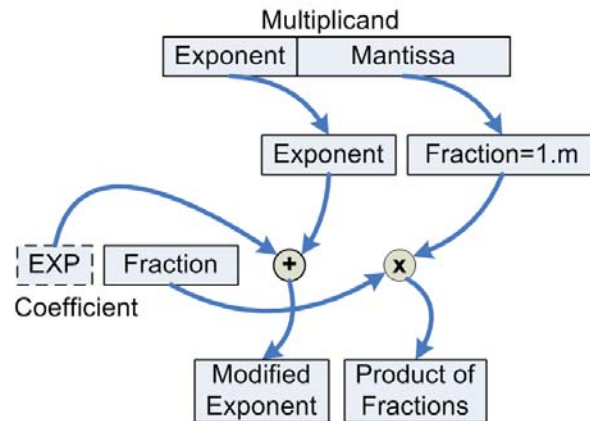 Multiplicand
Exponent Mantissa
Exponent Fraction=1.m
EXP Fraction + x
Coefficient
Modified Product of
Exponent Fractions